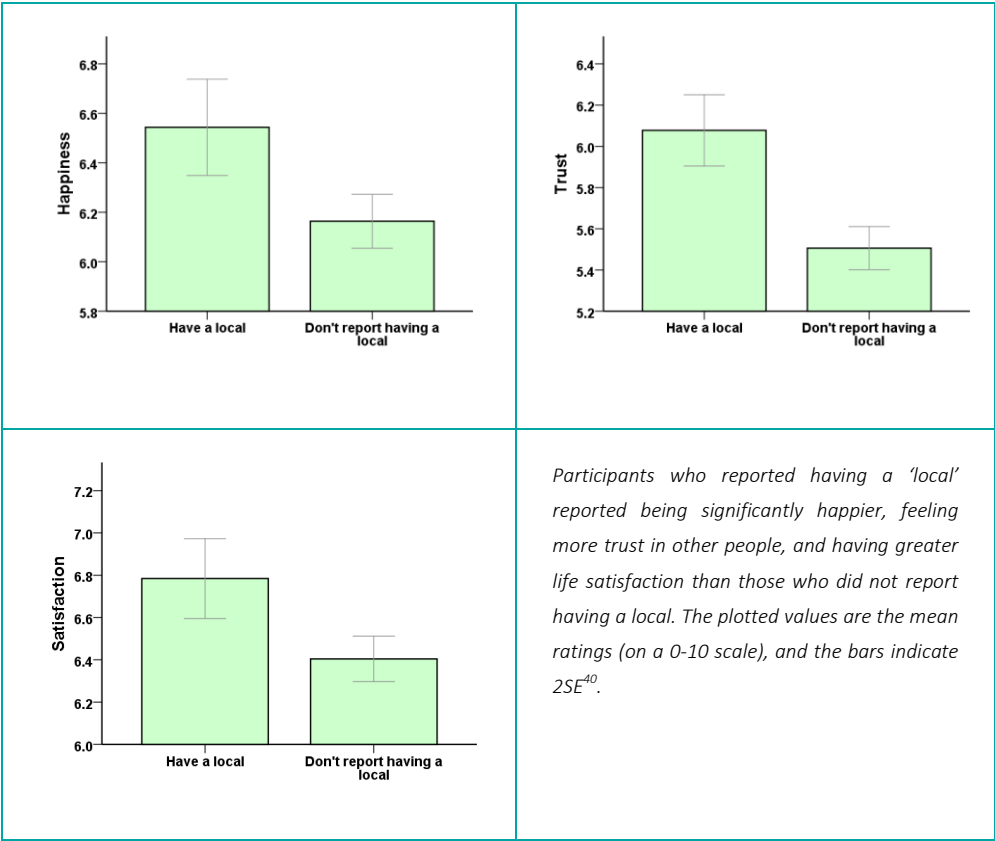 6.8
6.6
6.4
6.2
6.0
5.8
Happiness
Have a local
Don't report having a
local
6.4
6.2
6.0
5.8
5.6
5.4
5.2
Trust
Have a local
Don't report having a
local
7.2
7.0
6.8
6.6
6.4
6.2
6.0
Satisfaction
Have a local
Don't report having a
local
Participants who reported having a ‘local’
reported being significantly happier, feeling
more trust in other people, and having greater
life satisfaction than those who did not report
having a local. The plotted values are the mean
ratings (on a 0-10 scale), and the bars indicate
2SE⁴⁰.